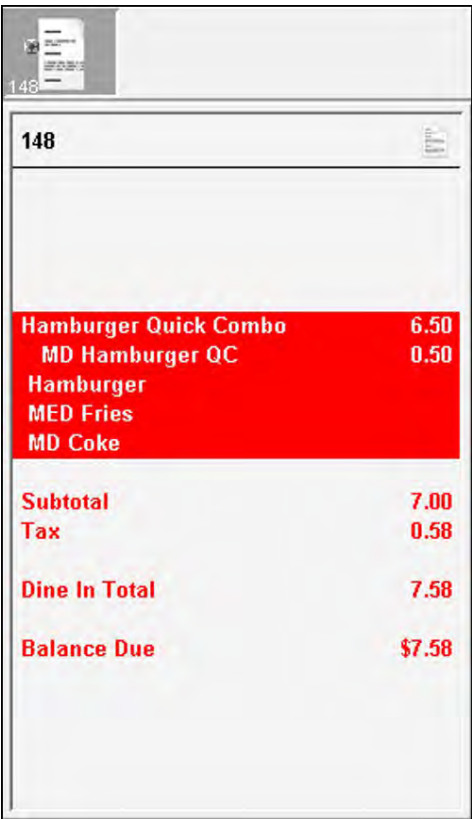 148
148
Hamburger Quick Combo 6.50
MD Hamburger QC 0.50
Hamburger
MED Fries
MD Coke
Subtotal 7.00
Tax 0.58
Dine In Total 7.58
Balance Due $7.58